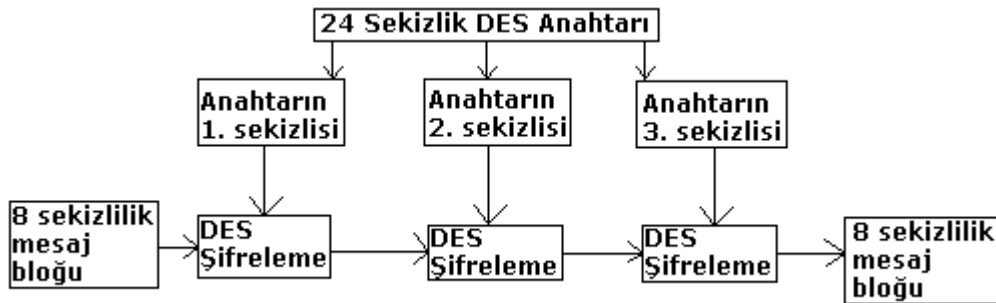 24 Sekizlik DES Anahtarı
Anahtarın
1. sekizlisi
Anahtarın
2. sekizlisi
Anahtarın
3. sekizlisi
8 sekizlilik
mesaj
bloğu
DES
Şifreleme
DES
Şifreleme
DES
Şifreleme
8 sekizlilik
mesaj
bloğu